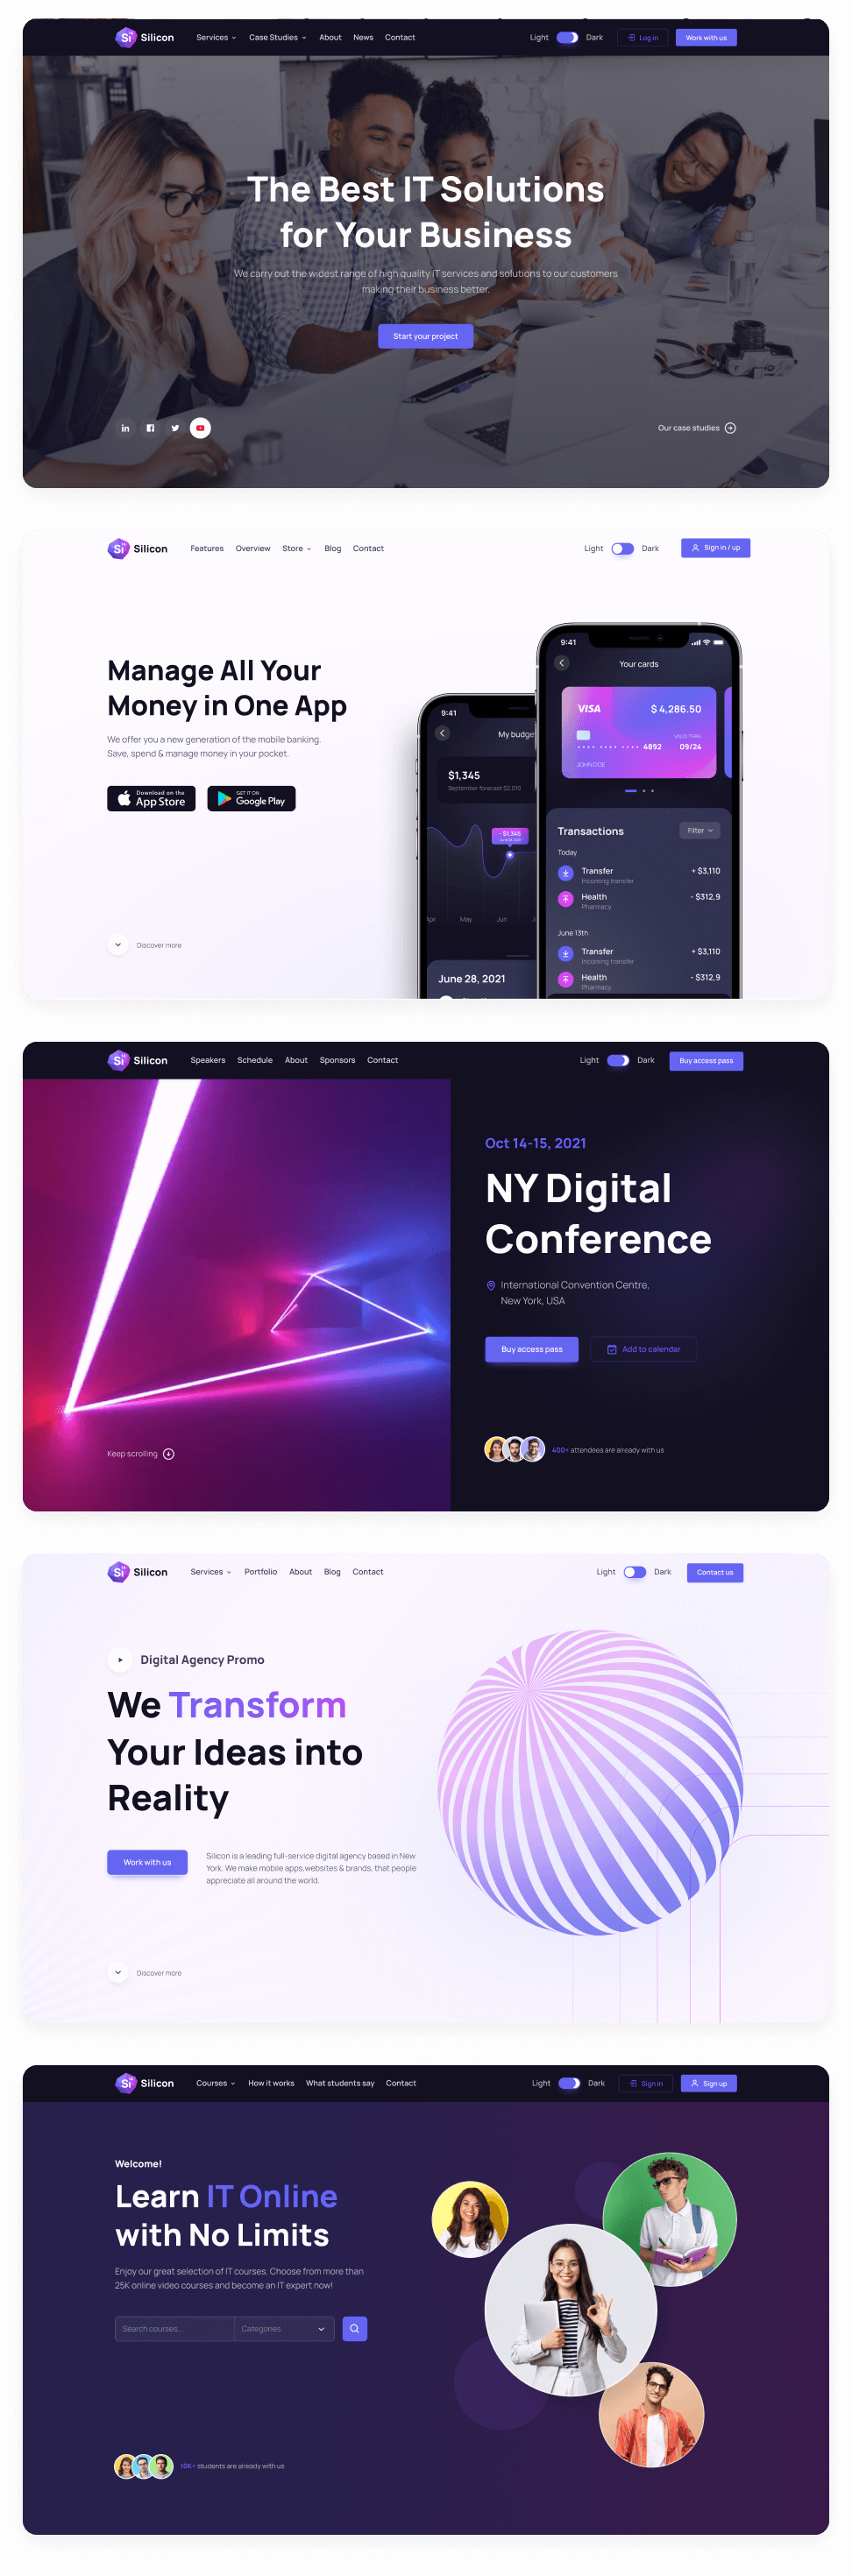 Si Silicon
Services
Case Studies
About
News
Contact
Light
Dark
Log in
Work with us
The Best IT Solutions
for Your Business
We carry out the widest range of high quality IT services and solutions to our customers
making their business better.
Start your project
Our case studies
Si Silicon
Features
Overview
Store
Blog
Contact
Light
Dark
Sign in / up
Manage All Your
Money in One App
We offer you a new generation of the mobile banking.
Save, spend & manage money in your pocket.
Download on the
App Store
GET IT ON
Google Play
Discover more
9:41
My budge
$1,345
September forecast $2,010
- $1,345
Apr
May
Jun
June 28, 2021
9:41
Your cards
VISA
$ 4,286.50
VALID THRU
4892
09/24
JOHN DOE
Transactions
Filter
Today
Transfer
+ $3,110
Incoming transfer
Health
- $312,9
Pharmacy
June 13th
Transfer
+ $3,110
Incoming transfer
Health
- $312,9
Pharmacy
Si Silicon
Speakers
Schedule
About
Sponsors
Contact
Light
Dark
Buy access pass
Oct 14-15, 2021
NY Digital
Conference
International Convention Centre,
New York, USA
Buy access pass
Add to calendar
Keep scrolling
400+ attendees are already with us
Si Silicon
Services
Portfolio
About
Blog
Contact
Light
Dark
Contact us
Digital Agency Promo
We Transform
Your Ideas into
Reality
Work with us
Silicon is a leading full-service digital agency based in New
York. We make mobile apps,websites & brands, that people
appreciate all around the world.
Discover more
Si Silicon
Courses
How it works
What students say
Contact
Light
Dark
Sign in
Sign up
Welcome!
Learn IT Online
with No Limits
Enjoy our great selection of IT courses. Choose from more than
25K online video courses and become an IT expert now!
Search courses...
Categories
10K+ students are already with us